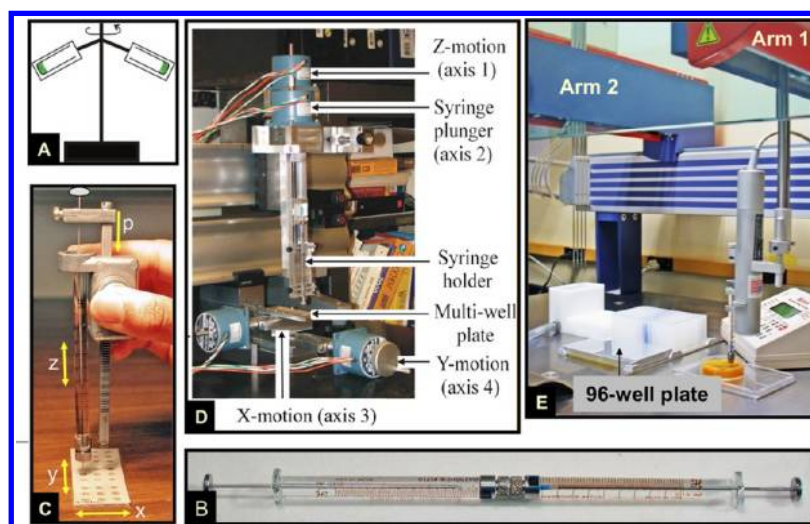 A
Z-motion
(axis 1)
Syringe
plunger
(axis 2)
Syringe
holder
Multi-well
plate
Y-motion
(axis 4)
X-motion (axis 3)
D
Arm 1
Arm 2
96-well plate
E
p
z
y
x
C
B